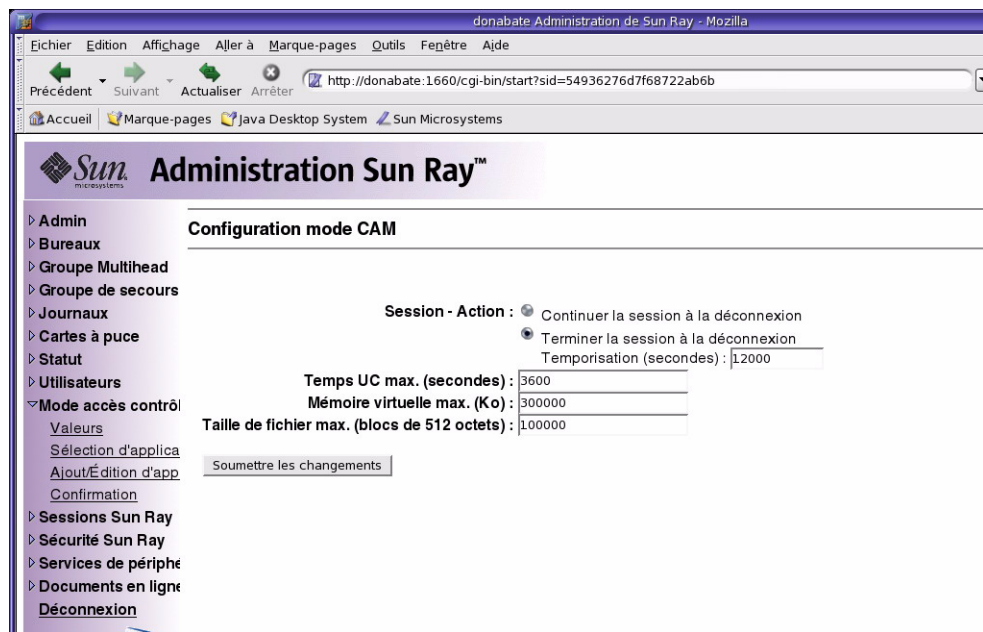 donabate Administration de Sun Ray - Mozilla
Fichier Edition Affichage Aller à Marque-pages Outils Fenêtre Aide
Précédent Suivant Actualiser Arrêter http://donabate:1660/cgi-bin/start?sid=54936276d7f68722ab6b
Accueil Marque-pages Java Desktop System Sun Microsystems
Sun microsystems Administration Sun Ray™
Admin
Bureaux
Groupe Multihead
Groupe de secours
Journaux
Cartes à puce
Statut
Utilisateurs
Mode accès contrôl
Valeurs
Sélection d'applica
Ajout/Édition d'app
Confirmation
Sessions Sun Ray
Sécurité Sun Ray
Services de périphé
Documents en ligne
Déconnexion
Configuration mode CAM
Session - Action : Continuer la session à la déconnexion
Terminer la session à la déconnexion
Temporisation (secondes) : 12000
Temps UC max. (secondes) : 3600
Mémoire virtuelle max. (Ko) : 300000
Taille de fichier max. (blocs de 512 octets) : 100000
Soumettre les changements